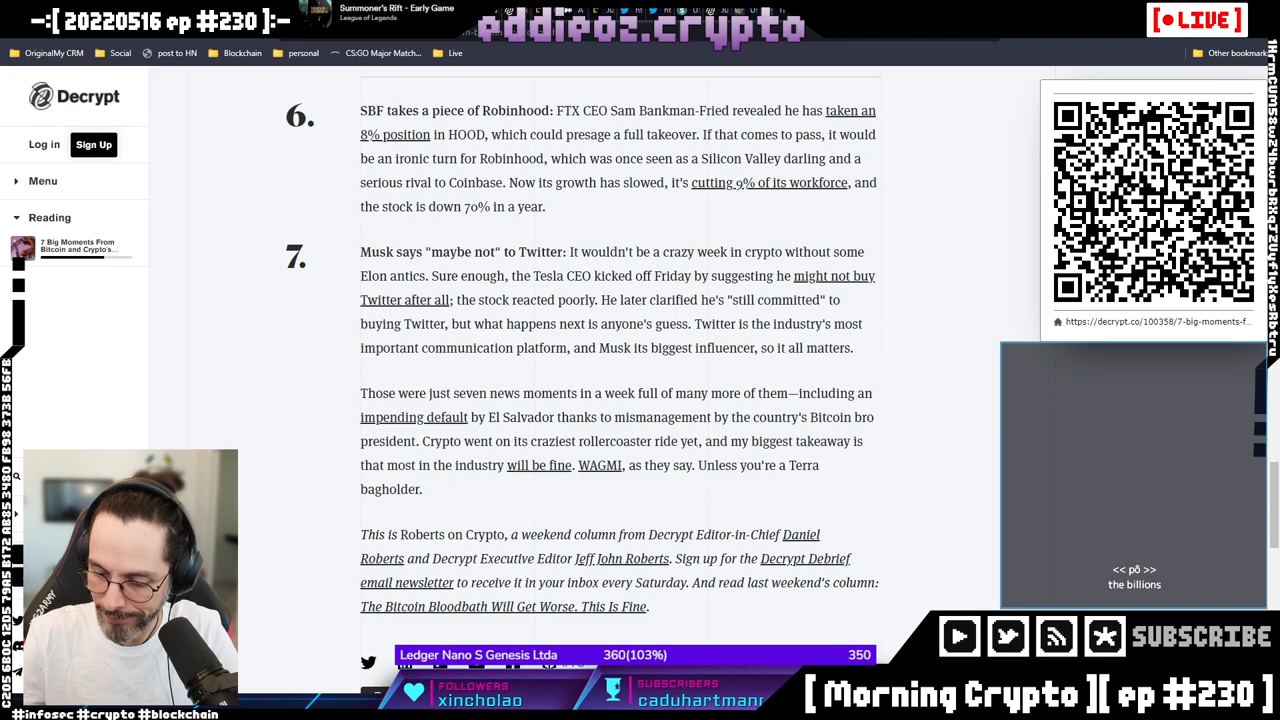 —:[ 20220516 ep #230 ]:—
Summoner's Rift - Early Game
League of Legends
eddieoz.crypto
[● LIVE ]
OriginalMy CRM
Social
post to HN
Blockchain
personal
CS:GO Major Match...
Live
Other bookmark
Decrypt
Log in
Sign Up
Menu
Reading
7 Big Moments From
Bitcoin and Crypto's...
6.
SBF takes a piece of Robinhood: FTX CEO Sam Bankman-Fried revealed he has taken an
8% position in HOOD, which could presage a full takeover. If that comes to pass, it would
be an ironic turn for Robinhood, which was once seen as a Silicon Valley darling and a
serious rival to Coinbase. Now its growth has slowed, it's cutting 9% of its workforce, and
the stock is down 70% in a year.
7.
Musk says "maybe not" to Twitter: It wouldn't be a crazy week in crypto without some
Elon antics. Sure enough, the Tesla CEO kicked off Friday by suggesting he might not buy
Twitter after all; the stock reacted poorly. He later clarified he's "still committed" to
buying Twitter, but what happens next is anyone's guess. Twitter is the industry's most
important communication platform, and Musk its biggest influencer, so it all matters.
Those were just seven news moments in a week full of many more of them—including an
impending default by El Salvador thanks to mismanagement by the country's Bitcoin bro
president. Crypto went on its craziest rollercoaster ride yet, and my biggest takeaway is
that most in the industry will be fine. WAGMI, as they say. Unless you're a Terra
bagholder.
This is Roberts on Crypto, a weekend column from Decrypt Editor-in-Chief Daniel
Roberts and Decrypt Executive Editor Jeff John Roberts. Sign up for the Decrypt Debrief
email newsletter to receive it in your inbox every Saturday. And read last weekend's column:
The Bitcoin Bloodbath Will Get Worse. This Is Fine.
https://decrypt.co/100358/7-big-moments-f...
<< pô >>
the billions
Ledger Nano S Genesis Ltda 360(103%) 350
FOLLOWERS
xincholao
SUBSCRIBERS
caduhartmann
SUBSCRIBE
[ Morning Crypto ][ ep #230 ]
#infosec #crypto #blockchain